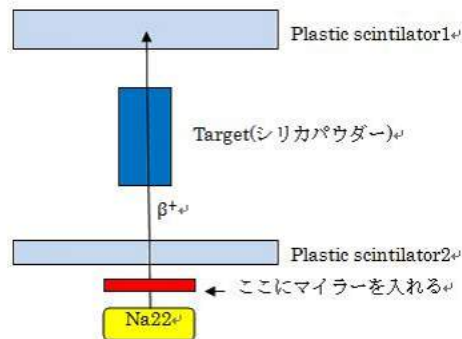 Plastic scintilator1↵
Target(シリカパウダー)↵
β⁺↵
Plastic scintilator2↵
ここにマイラーを入れる↵
Na22↵